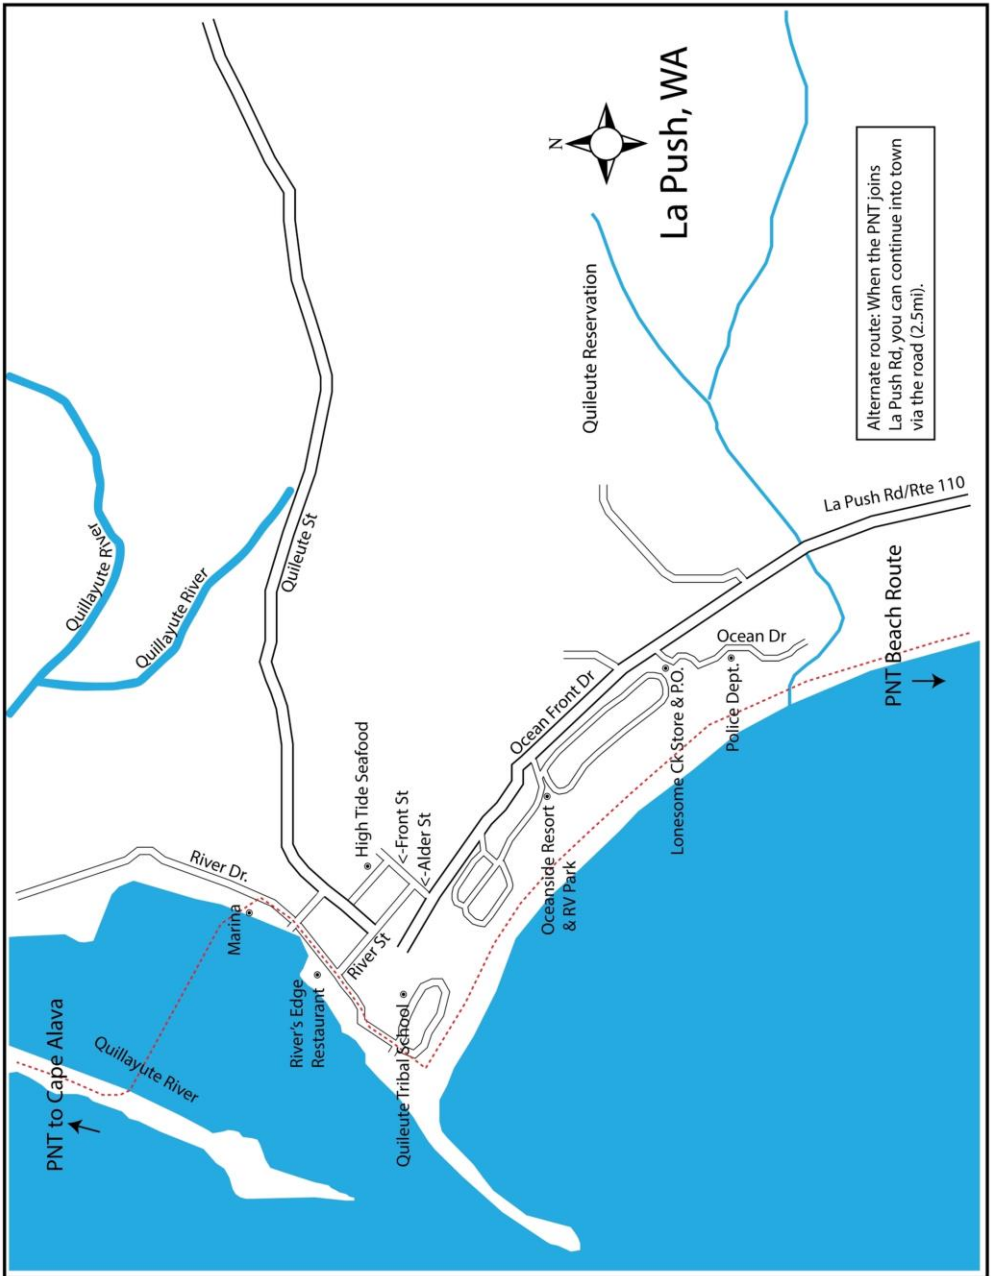 PNT to Cape Alava
Quillayute River
Quillayute River
Quillayute River
Marina
River Dr.
Quileute St
River's Edge
Restaurant
River St
High Tide Seafood
<-Front St
<-Alder St
Quileute Tribal School
Ocean Front Dr
Oceanside Resort
& RV Park
Lonesome Ck Store & P.O.
Police Dept.
Ocean Dr
La Push Rd/Rte 110
PNT Beach Route
Quileute Reservation
N
La Push, WA
Alternate route: When the PNT joins
La Push Rd, you can continue into town
via the road (2.5mi).